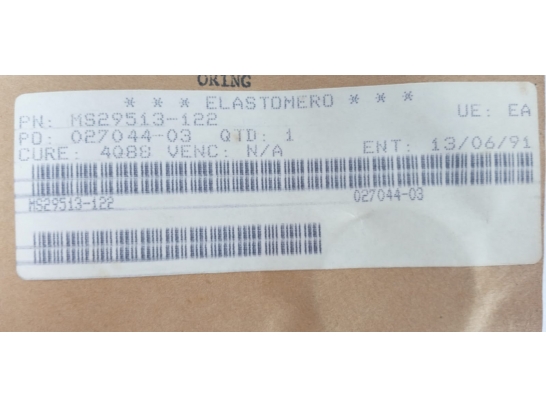 ORING
* * * ELASTOMERO * * *
PN: MS29513-122 UE: EA
PO: 027044-03 QTD: 1
CURE: 4Q88 VENC: N/A ENT: 13/06/91
MS29513-122 027044-03